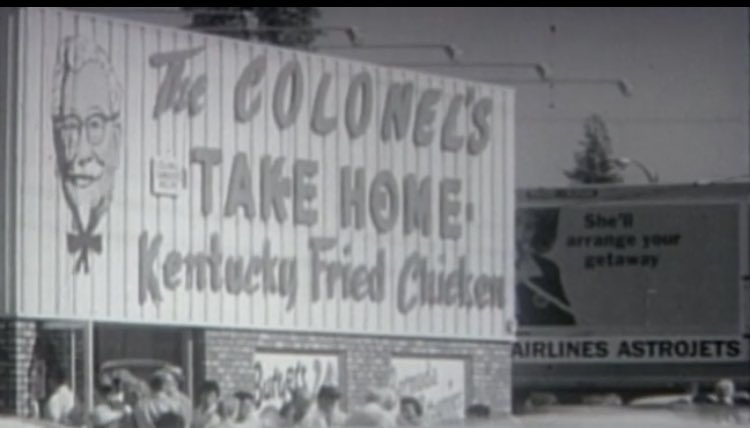 The COLONEL'S
TAKE HOME
Kentucky Fried Chicken
She'll
arrange your
getaway
AIRLINES ASTROJETS